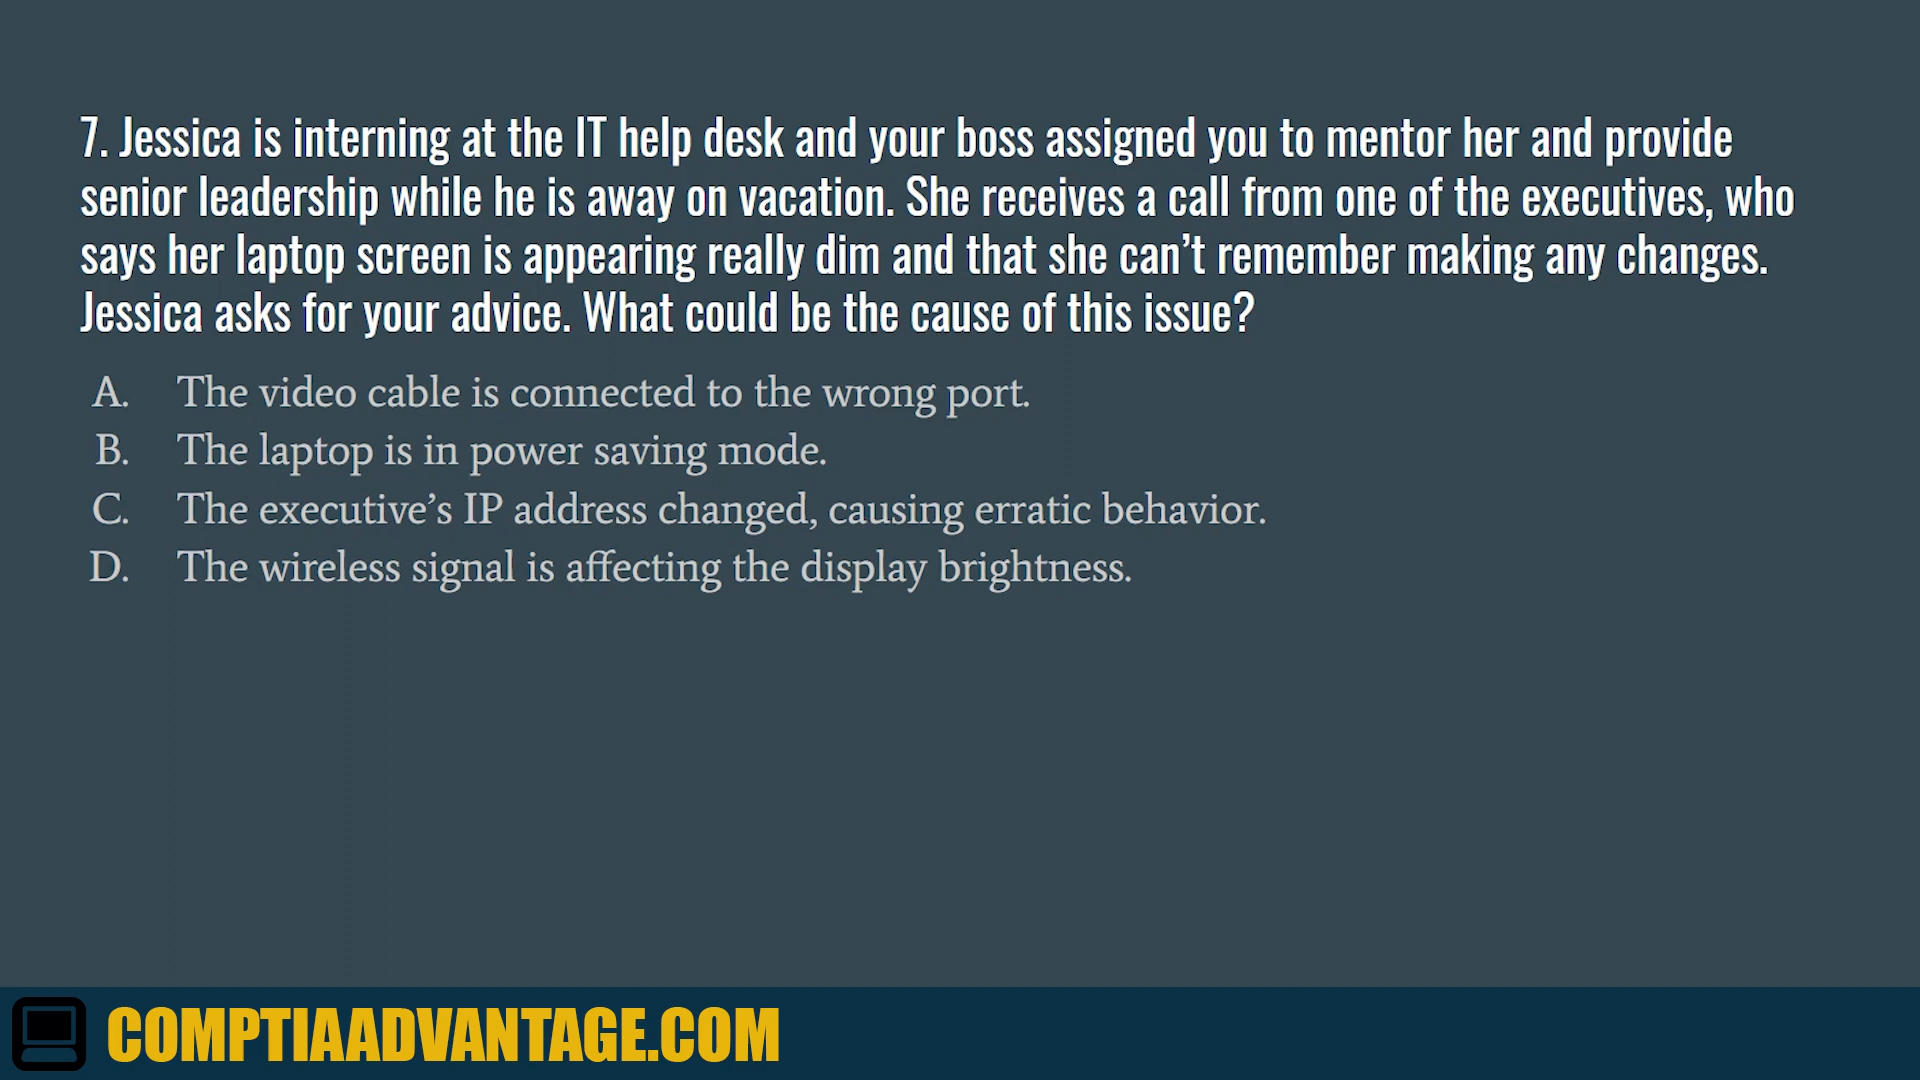 7. Jessica is interning at the IT help desk and your boss assigned you to mentor her and provide
senior leadership while he is away on vacation. She receives a call from one of the executives, who
says her laptop screen is appearing really dim and that she can’t remember making any changes.
Jessica asks for your advice. What could be the cause of this issue?
A. The video cable is connected to the wrong port.
B. The laptop is in power saving mode.
C. The executive’s IP address changed, causing erratic behavior.
D. The wireless signal is affecting the display brightness.
COMPTIAADVANTAGE.COM